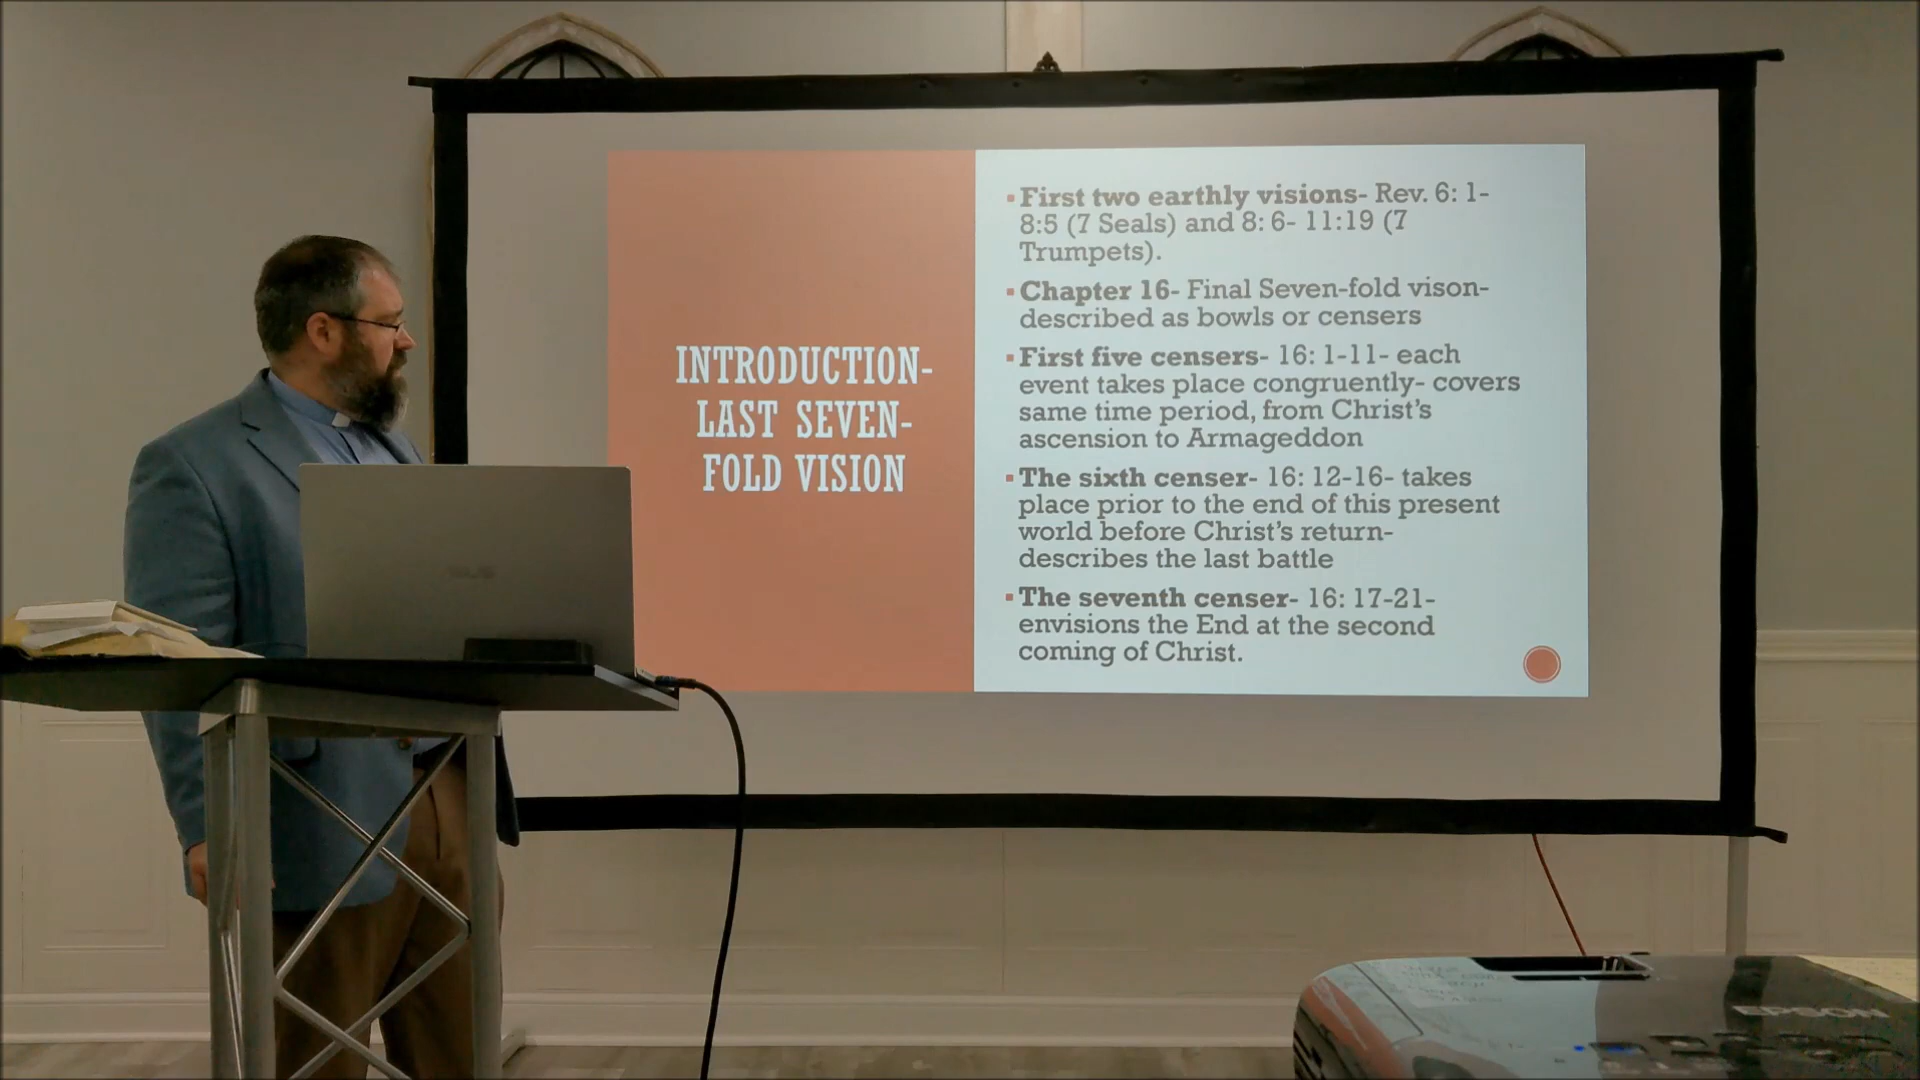 INTRODUCTION-
LAST SEVEN-
FOLD VISION
First two earthly visions- Rev. 6: 1-
8:5 (7 Seals) and 8: 6- 11:19 (7
Trumpets).
Chapter 16- Final Seven-fold vison-
described as bowls or censers
First five censers- 16: 1-11- each
event takes place congruently- covers
same time period, from Christ's
ascension to Armageddon
The sixth censer- 16: 12-16- takes
place prior to the end of this present
world before Christ's return-
describes the last battle
The seventh censer- 16: 17-21-
envisions the End at the second
coming of Christ.
EPSON